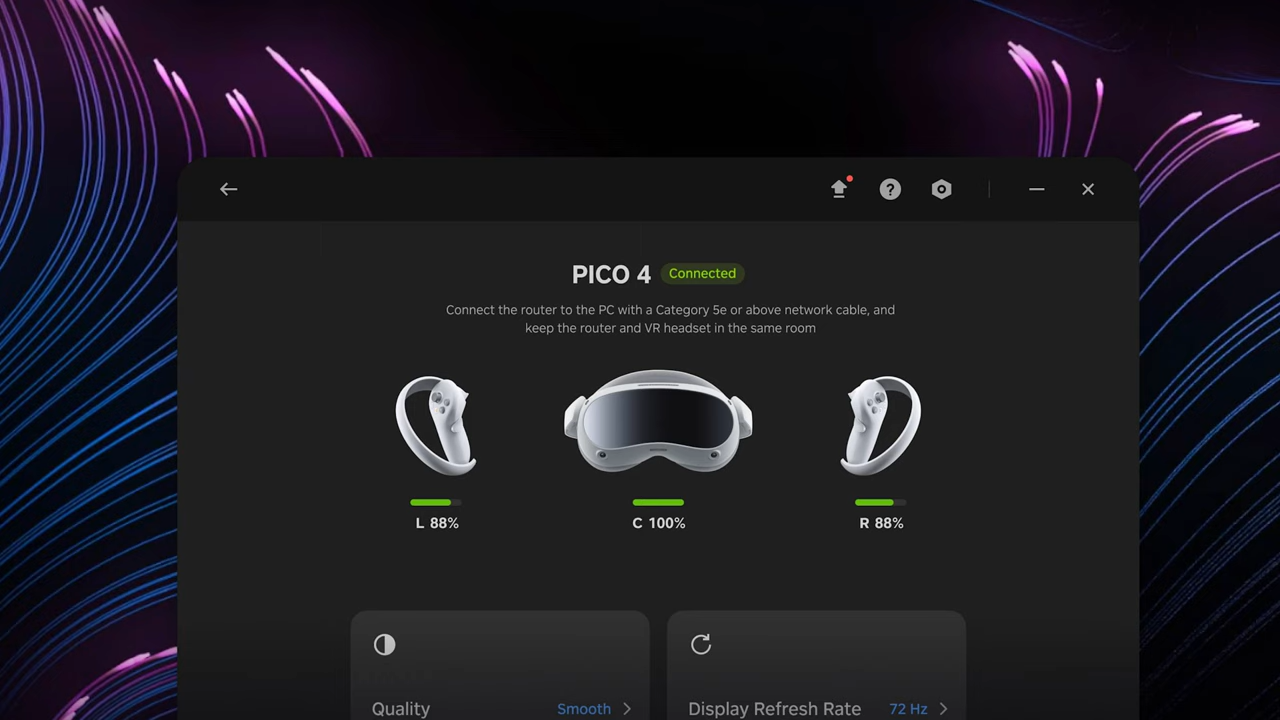 PICO 4 Connected
Connect the router to the PC with a Category 5e or above network cable, and
keep the router and VR headset in the same room
L 88% C 100% R 88%
Quality Smooth Display Refresh Rate 72 Hz